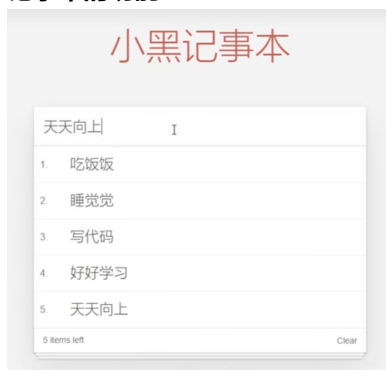 小黑记事本
天天向上
1. 吃饭饭
2. 睡觉觉
3. 写代码
4. 好好学习
5. 天天向上
5 items left Clear